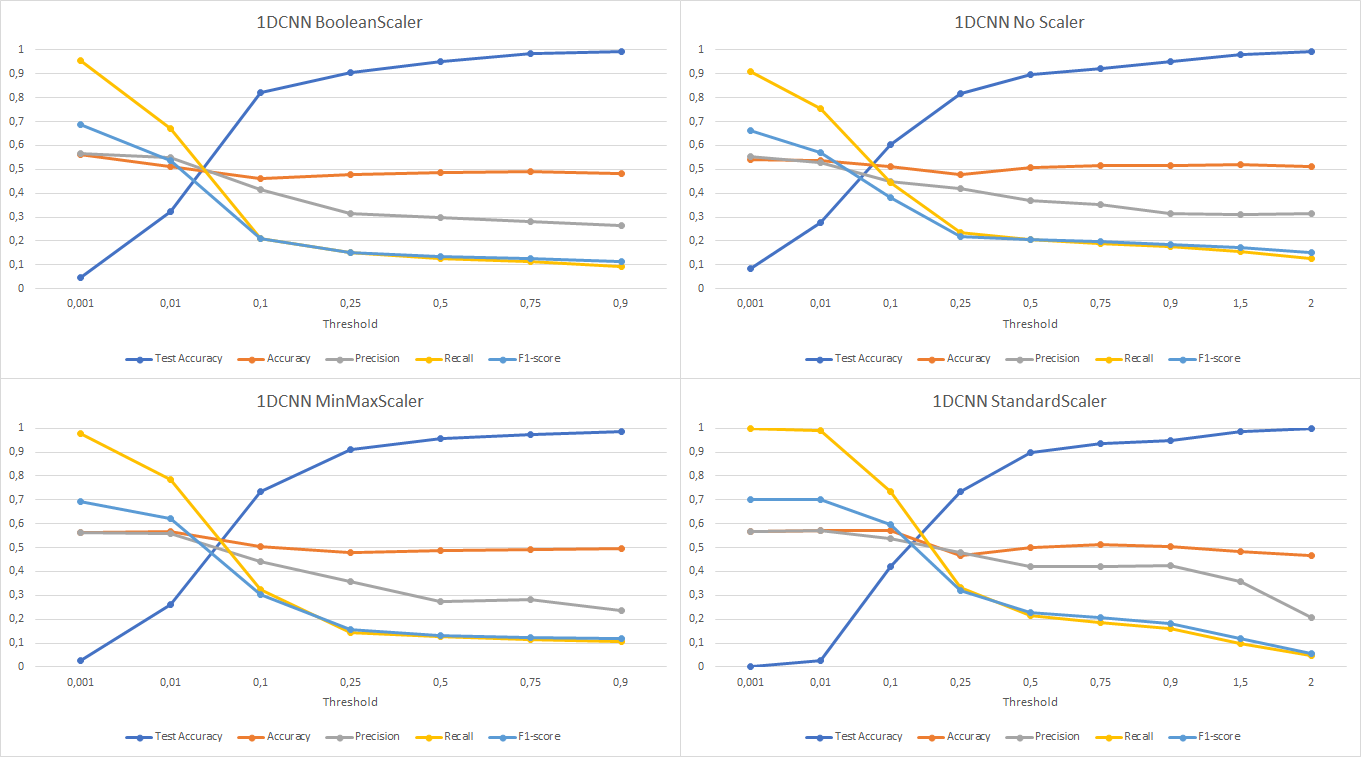 1DCNN BooleanScaler
1
0,9
0,8
0,7
0,6
0,5
0,4
0,3
0,2
0,1
0
0,001 0,01 0,1 0,25 0,5 0,75 0,9
Threshold
Test Accuracy Accuracy Precision Recall F1-score
1DCNN No Scaler
1
0,9
0,8
0,7
0,6
0,5
0,4
0,3
0,2
0,1
0
0,001 0,01 0,1 0,25 0,5 0,75 0,9 1,5 2
Threshold
Test Accuracy Accuracy Precision Recall F1-score
1DCNN MinMaxScaler
1
0,9
0,8
0,7
0,6
0,5
0,4
0,3
0,2
0,1
0
0,001 0,01 0,1 0,25 0,5 0,75 0,9
Threshold
Test Accuracy Accuracy Precision Recall F1-score
1DCNN StandardScaler
1
0,9
0,8
0,7
0,6
0,5
0,4
0,3
0,2
0,1
0
0,001 0,01 0,1 0,25 0,5 0,75 0,9 1,5 2
Threshold
Test Accuracy Accuracy Precision Recall F1-score